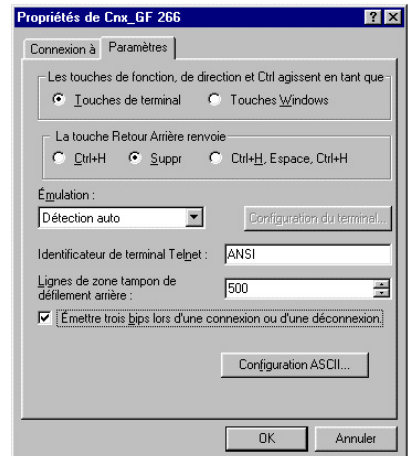 Propriétés de Cnx_GF 266
Connexion à Paramètres
Les touches de fonction, de direction et Ctrl agissent en tant que
Touches de terminal Touches Windows
La touche Retour Arrière renvoie
Ctrl+H Suppr Ctrl+H, Espace, Ctrl+H
Émulation :
Détection auto Configuration du terminal...
Identificateur de terminal Telnet : ANSI
Lignes de zone tampon de
défilement arrière : 500
Émettre trois bips lors d'une connexion ou d'une déconnexion.
Configuration ASCII...
OK Annuler